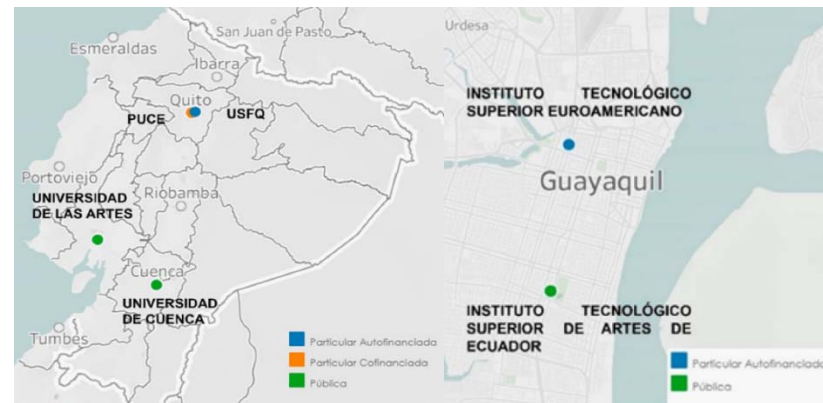 San Juan de Pasto
Esmeraldas
Ibarra
Quito
PUCE
USFQ
Portoviejo
UNIVERSIDAD
DE LAS ARTES
Riobamba
Cuenca
UNIVERSIDAD
DE CUENCA
Tumbes
Particular Autofinanciada
Particular Cofinanciada
Pública
Urdesa
INSTITUTO TECNOLÓGICO
SUPERIOR EUROAMERICANO
Guayaquil
INSTITUTO TECNOLÓGICO
SUPERIOR DE ARTES DE
ECUADOR
Particular Autofinanciada
Pública